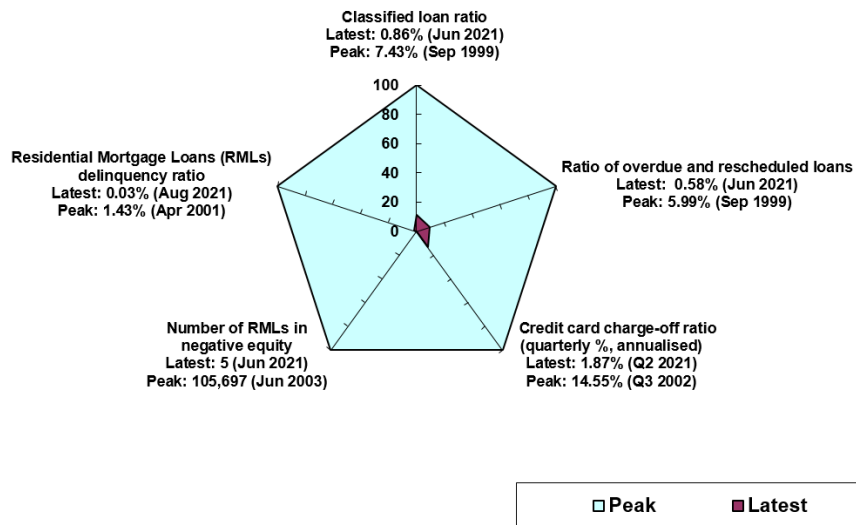 Classified loan ratio
Latest: 0.86% (Jun 2021)
Peak: 7.43% (Sep 1999)
100
80
60
40
20
0
Residential Mortgage Loans (RMLs)
delinquency ratio
Latest: 0.03% (Aug 2021)
Peak: 1.43% (Apr 2001)
Ratio of overdue and rescheduled loans
Latest: 0.58% (Jun 2021)
Peak: 5.99% (Sep 1999)
Number of RMLs in
negative equity
Latest: 5 (Jun 2021)
Peak: 105,697 (Jun 2003)
Credit card charge-off ratio
(quarterly %, annualised)
Latest: 1.87% (Q2 2021)
Peak: 14.55% (Q3 2002)
Peak
Latest